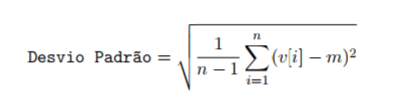 Desvio Padrão = √(1/(n − 1) ∑_{i=1}^{n} (v[i] − m)²)